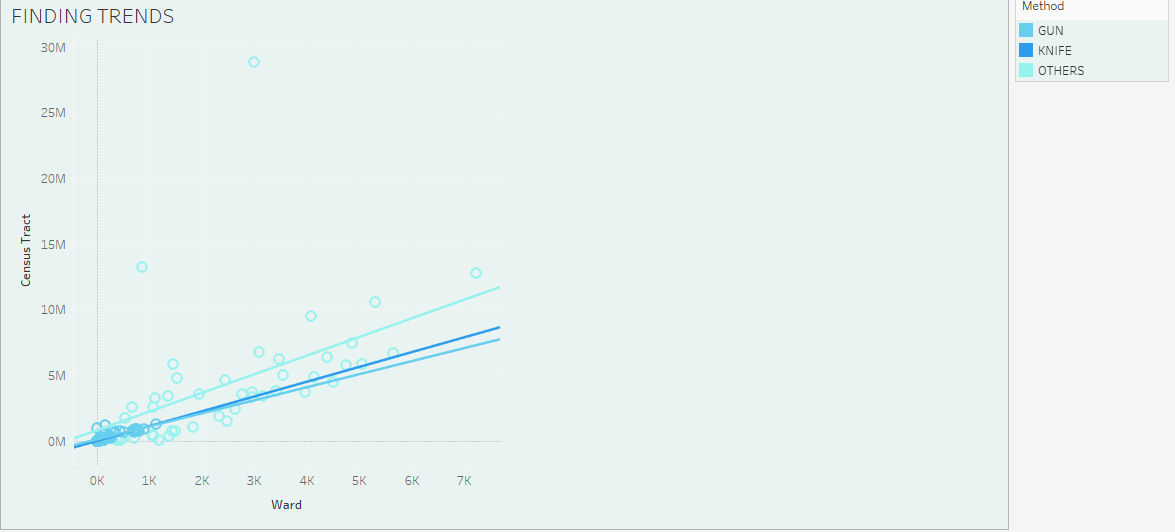 FINDING TRENDS
Method
GUN
KNIFE
OTHERS
30M
25M
20M
15M
10M
5M
0M
Census Tract
0K 1K 2K 3K 4K 5K 6K 7K
Ward